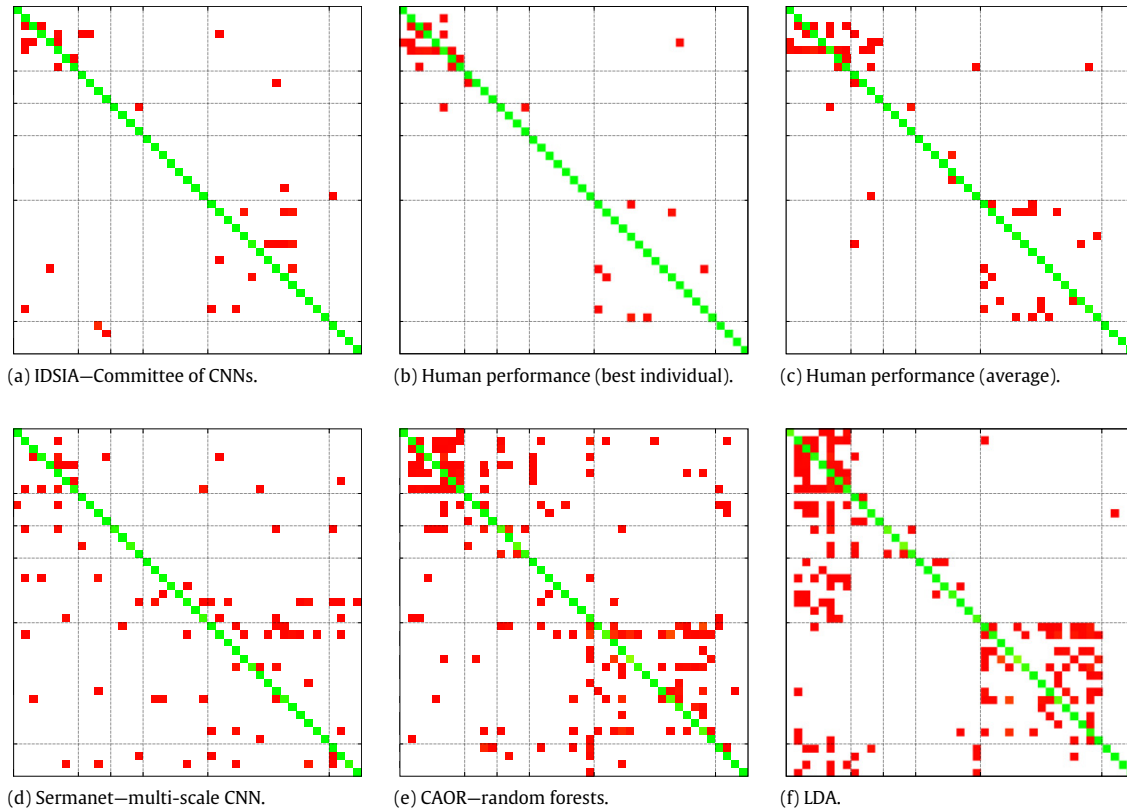 (a) IDSIA—Committee of CNNs.
(b) Human performance (best individual).
(c) Human performance (average).
(d) Sermanet—multi-scale CNN.
(e) CAOR—random forests.
(f) LDA.